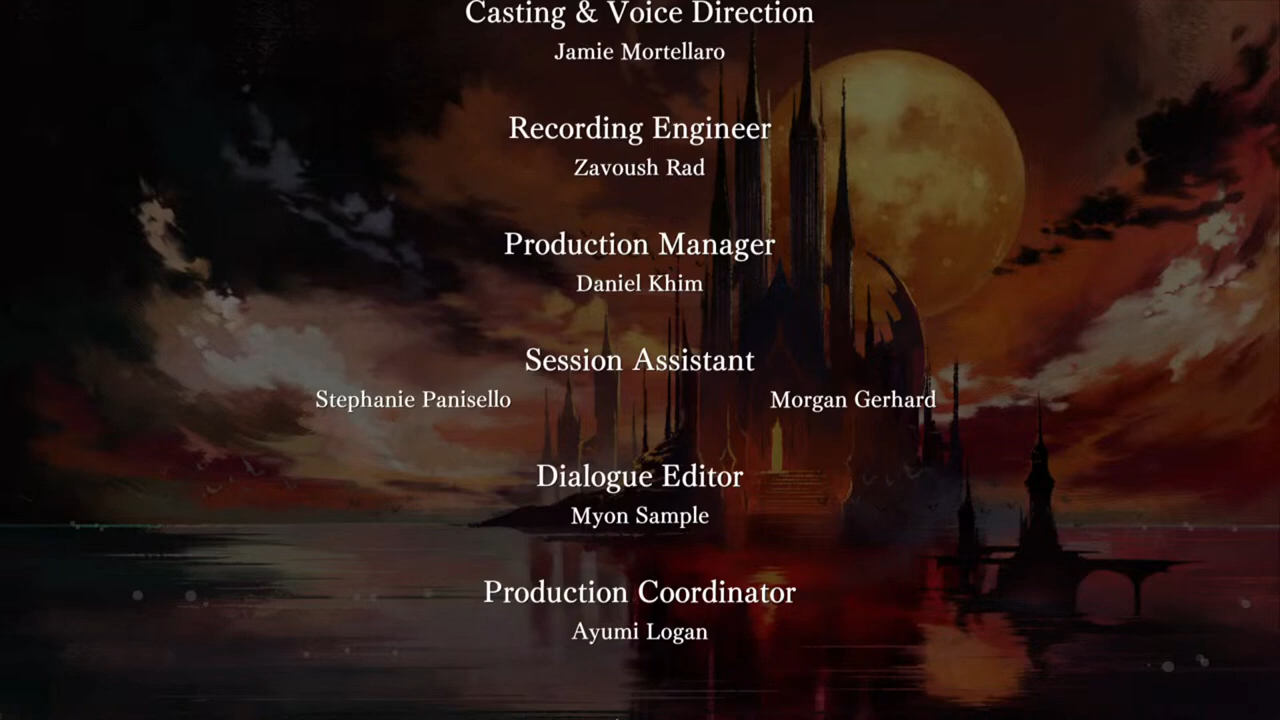 Casting & Voice Direction
Jamie Mortellaro
Recording Engineer
Zavoush Rad
Production Manager
Daniel Khim
Session Assistant
Stephanie Panisello Morgan Gerhard
Dialogue Editor
Myon Sample
Production Coordinator
Ayumi Logan